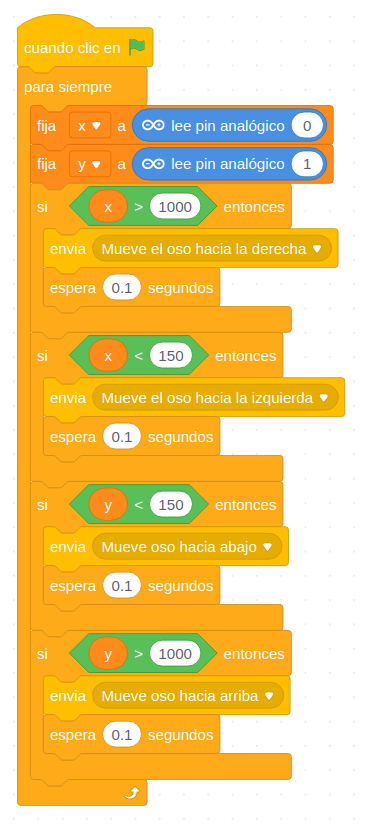 cuando clic en
para siempre
fija x a lee pin analógico 0
fija y a lee pin analógico 1
si x > 1000 entonces
envia Mueve el oso hacia la derecha
espera 0.1 segundos
si x < 150 entonces
envia Mueve el oso hacia la izquierda
espera 0.1 segundos
si y < 150 entonces
envia Mueve oso hacia abajo
espera 0.1 segundos
si y > 1000 entonces
envia Mueve oso hacia arriba
espera 0.1 segundos